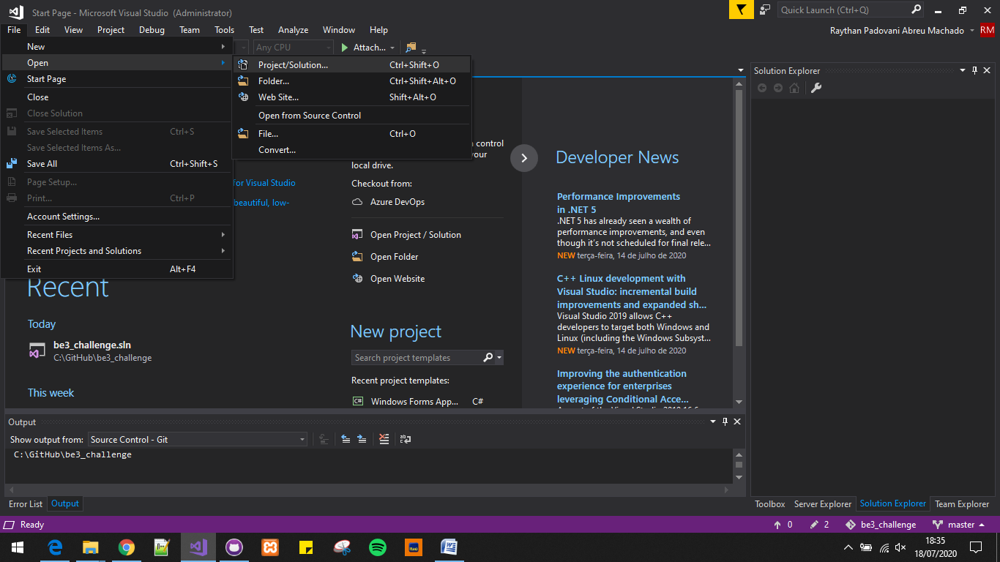 Start Page - Microsoft Visual Studio (Administrator)
Quick Launch (Ctrl+Q)
File Edit View Project Debug Team Tools Test Analyze Window Help
Raythan Padovani Abreu Machado RM
Any CPU Attach...
New
Open
Start Page
Close
Close Solution
Save Selected Items Ctrl+S
Save Selected Items As...
Save All Ctrl+Shift+S
Page Setup...
Print... Ctrl+P
Account Settings...
Recent Files
Recent Projects and Solutions
Exit Alt+F4
Project/Solution... Ctrl+Shift+O
Folder... Ctrl+Shift+Alt+O
Web Site... Shift+Alt+O
Open from Source Control
File... Ctrl+O
Convert...
for Visual Studio
beautiful, low-
Recent
Today
be3_challenge.sln
C:\GitHub\be3_challenge
This week
control
your
local drive.
Checkout from:
Azure DevOps
Open Project / Solution
Open Folder
Open Website
New project
Search project templates
Recent project templates:
Windows Forms App... C#
Developer News
Performance Improvements
in .NET 5
.NET 5 has already seen a wealth of
performance improvements, and even
though it's not scheduled for final rele...
NEW terça-feira, 14 de julho de 2020
C++ Linux development with
Visual Studio: incremental build
improvements and expanded sh...
Visual Studio 2019 allows C++
developers to target both Windows and
Linux (including the Windows Subsyst...
NEW terça-feira, 14 de julho de 2020
Improving the authentication
experience for enterprises
leveraging Conditional Acce...
Solution Explorer
Output
Show output from: Source Control - Git
C:\GitHub\be3_challenge
Error List Output
Toolbox Server Explorer Solution Explorer Team Explorer
Ready
0 2 be3_challenge master
18:35
18/07/2020